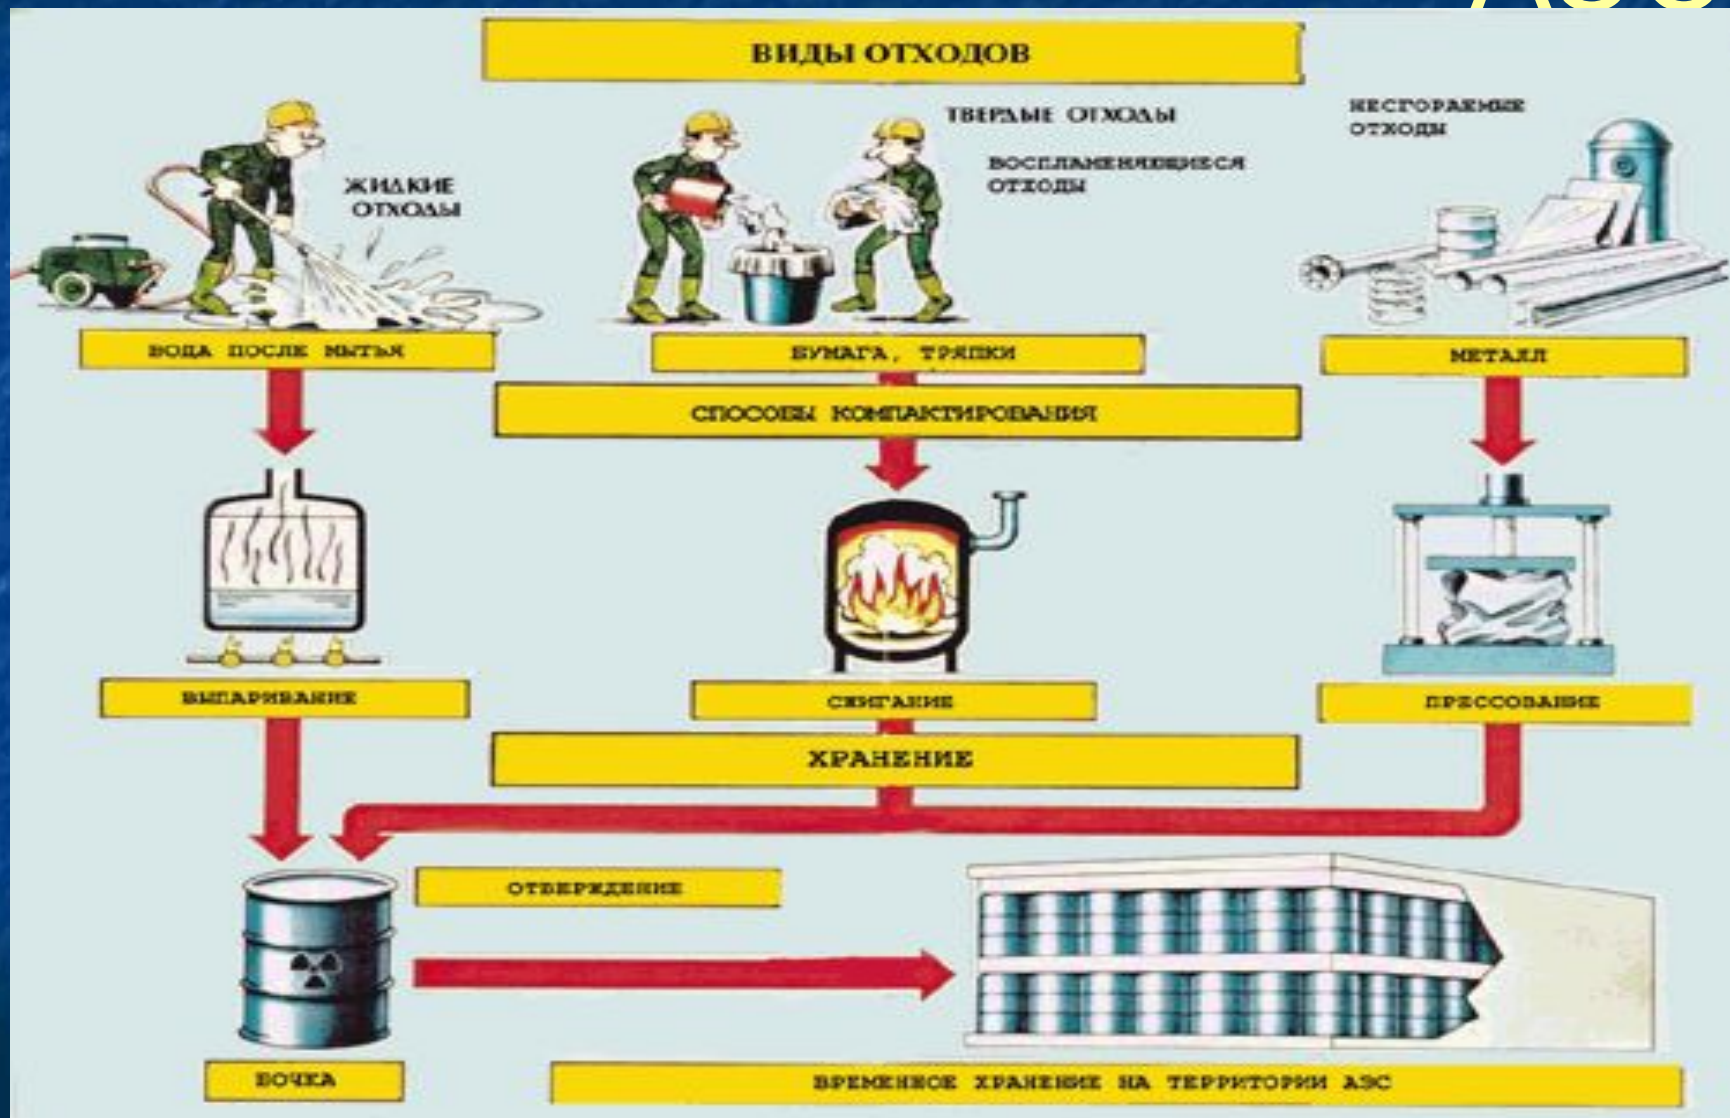 ВИДЫ ОТХОДОВ
ЖИДКИЕ
ОТХОДЫ
ТВЕРДЫЕ ОТХОДЫ
ВОСПЛАМЕНЯЮЩИЕСЯ
ОТХОДЫ
НЕСГОРАЕМЫЕ
ОТХОДЫ
ВОДА ПОСЛЕ МЫТЬЯ
БУМАГА, ТРЯПКИ
МЕТАЛЛ
СПОСОБЫ КОМПАКТИРОВАНИЯ
ВЫПАРИВАНИЕ
СЖИГАНИЕ
ПРЕССОВАНИЕ
ХРАНЕНИЕ
ОТВЕРЖДЕНИЕ
БОЧКА
ВРЕМЕННОЕ ХРАНЕНИЕ НА ТЕРРИТОРИИ АЭС